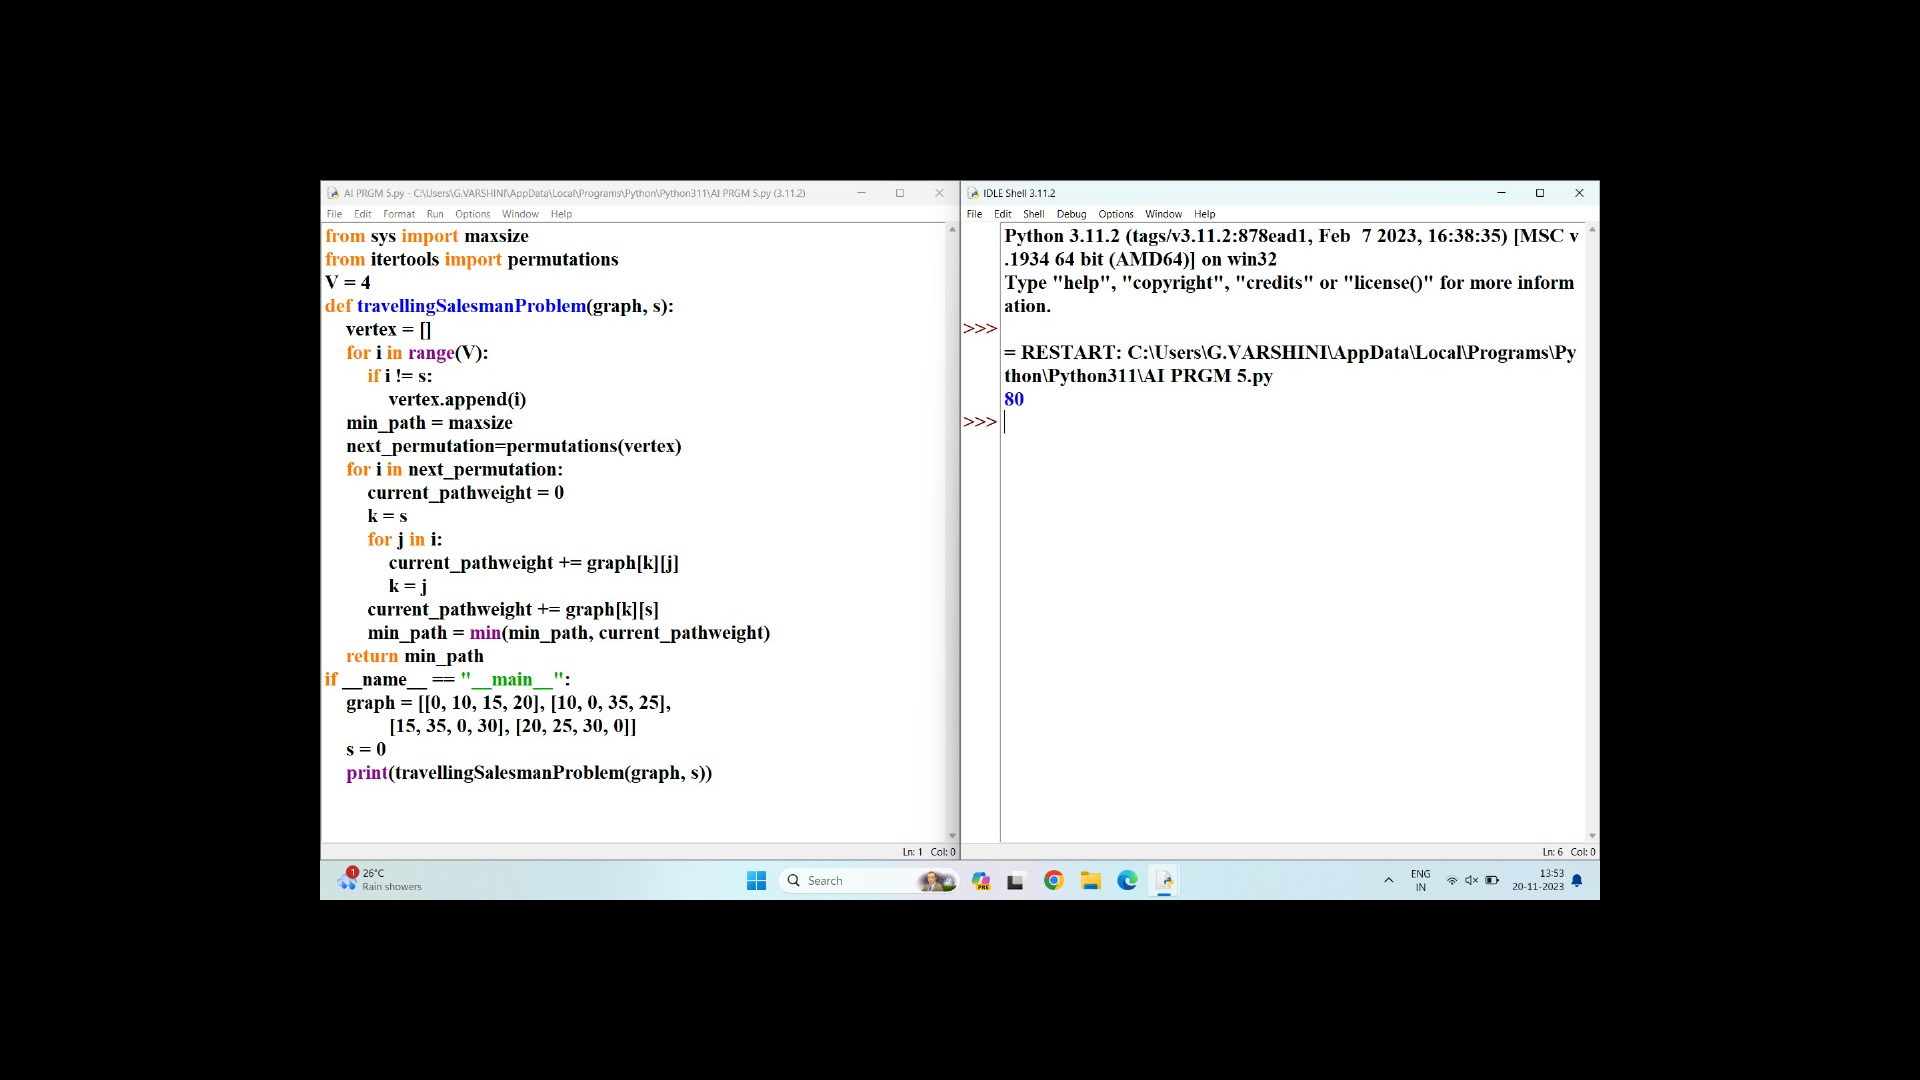 AI PRGM 5.py - C:\Users\G.VARSHINI\AppData\Local\Programs\Python\Python311\AI PRGM 5.py (3.11.2)
File Edit Format Run Options Window Help
from sys import maxsize
from itertools import permutations
V = 4
def travellingSalesmanProblem(graph, s):
    vertex = []
    for i in range(V):
        if i != s:
            vertex.append(i)
    min_path = maxsize
    next_permutation=permutations(vertex)
    for i in next_permutation:
        current_pathweight = 0
        k = s
        for j in i:
            current_pathweight += graph[k][j]
            k = j
        current_pathweight += graph[k][s]
        min_path = min(min_path, current_pathweight)
    return min_path
if __name__ == "__main__":
    graph = [[0, 10, 15, 20], [10, 0, 35, 25],
            [15, 35, 0, 30], [20, 25, 30, 0]]
    s = 0
    print(travellingSalesmanProblem(graph, s))
Ln: 1 Col: 0
IDLE Shell 3.11.2
File Edit Shell Debug Options Window Help
Python 3.11.2 (tags/v3.11.2:878ead1, Feb  7 2023, 16:38:35) [MSC v
.1934 64 bit (AMD64)] on win32
Type "help", "copyright", "credits" or "license()" for more inform
ation.
>>>
= RESTART: C:\Users\G.VARSHINI\AppData\Local\Programs\Py
thon\Python311\AI PRGM 5.py
80
>>>
Ln: 6 Col: 0
1
26°C
Rain showers
Search
PRE
ENG
IN
13:53
20-11-2023